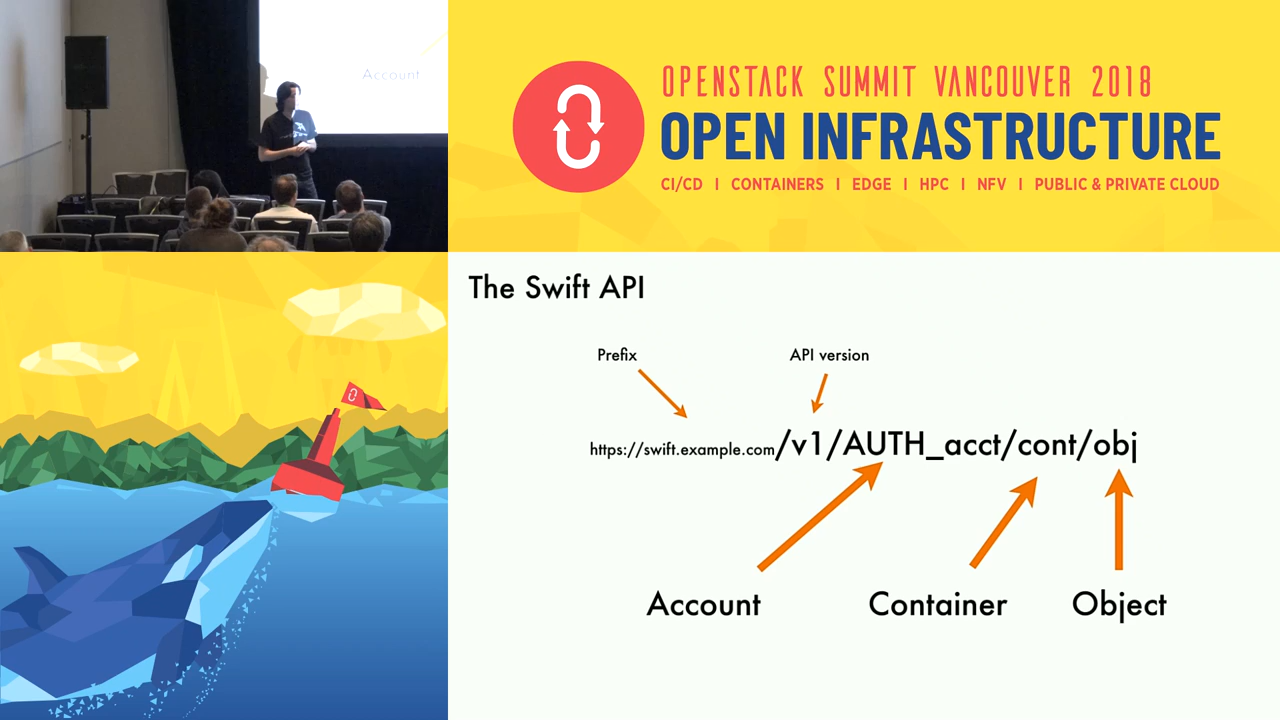 Account
OPENSTACK SUMMIT VANCOUVER 2018
OPEN INFRASTRUCTURE
CI/CD | CONTAINERS | EDGE | HPC | NFV | PUBLIC & PRIVATE CLOUD
The Swift API
Prefix
API version
https://swift.example.com/v1/AUTH_acct/cont/obj
Account
Container
Object